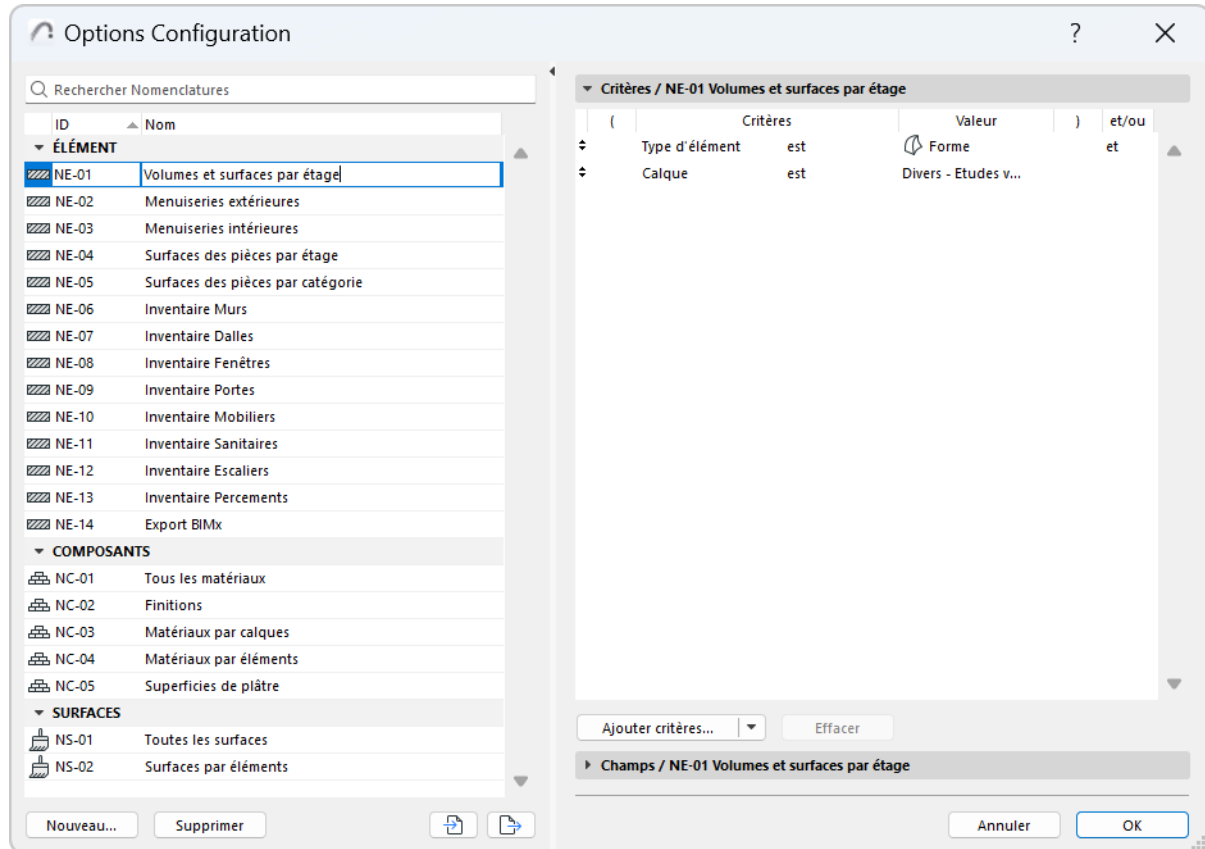 Options Configuration
?
Rechercher Nomenclatures
ID Nom
ÉLÉMENT
NE-01 Volumes et surfaces par étage
NE-02 Menuiseries extérieures
NE-03 Menuiseries intérieures
NE-04 Surfaces des pièces par étage
NE-05 Surfaces des pièces par catégorie
NE-06 Inventaire Murs
NE-07 Inventaire Dalles
NE-08 Inventaire Fenêtres
NE-09 Inventaire Portes
NE-10 Inventaire Mobiliers
NE-11 Inventaire Sanitaires
NE-12 Inventaire Escaliers
NE-13 Inventaire Percements
NE-14 Export BIMx
COMPOSANTS
NC-01 Tous les matériaux
NC-02 Finitions
NC-03 Matériaux par calques
NC-04 Matériaux par éléments
NC-05 Superficies de plâtre
SURFACES
NS-01 Toutes les surfaces
NS-02 Surfaces par éléments
Nouveau... Supprimer
Critères / NE-01 Volumes et surfaces par étage
( Critères Valeur ) et/ou
Type d'élément est Forme et
Calque est Divers - Etudes v...
Ajouter critères... Effacer
Champs / NE-01 Volumes et surfaces par étage
Annuler OK